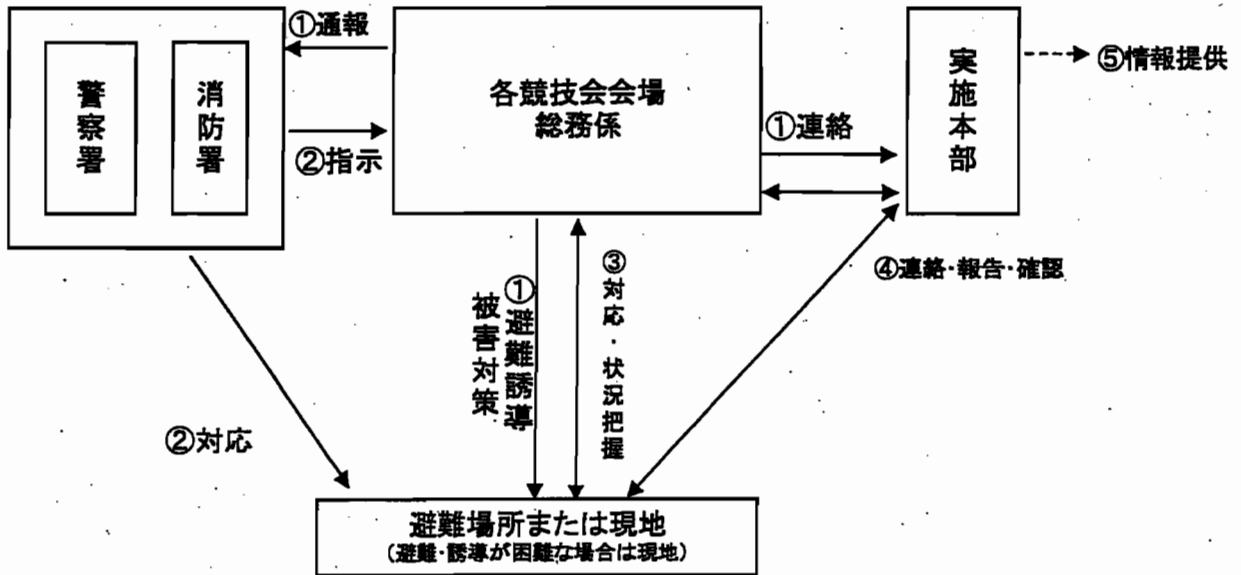 ①通報
警察署
消防署
②指示
各競技会会場
総務係
①連絡
実施本部
⑤情報提供
④連絡・報告・確認
①避難誘導
被害対策
③対応・状況把握
②対応
避難場所または現地
(避難・誘導が困難な場合は現地)